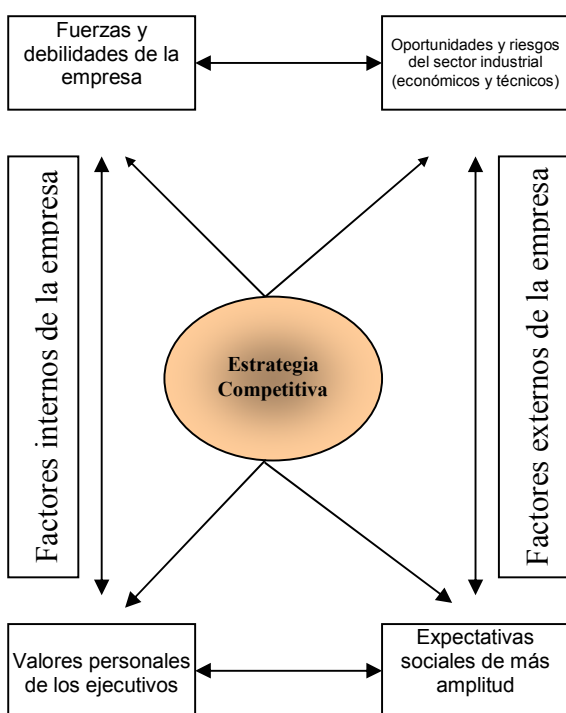 Fuerzas y
debilidades de la
empresa
Oportunidades y riesgos
del sector industrial
(económicos y técnicos)
Factores internos de la empresa
Estrategia
Competitiva
Factores externos de la empresa
Valores personales
de los ejecutivos
Expectativas
sociales de más
amplitud